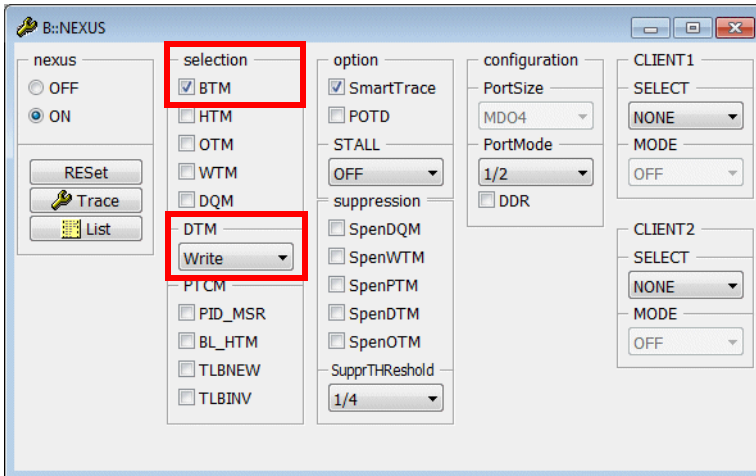 B::NEXUS
nexus
OFF
ON
RESet
Trace
List
selection
BTM
HTM
OTM
WTM
DQM
DTM
Write
PTCM
PID_MSR
BL_HTM
TLBNEW
TLBINV
option
SmartTrace
POTD
STALL
OFF
suppression
SpenDQM
SpenWTM
SpenPTM
SpenDTM
SpenOTM
SupprTHReshold
1/4
configuration
PortSize
MDO4
PortMode
1/2
DDR
CLIENT1
SELECT
NONE
MODE
OFF
CLIENT2
SELECT
NONE
MODE
OFF